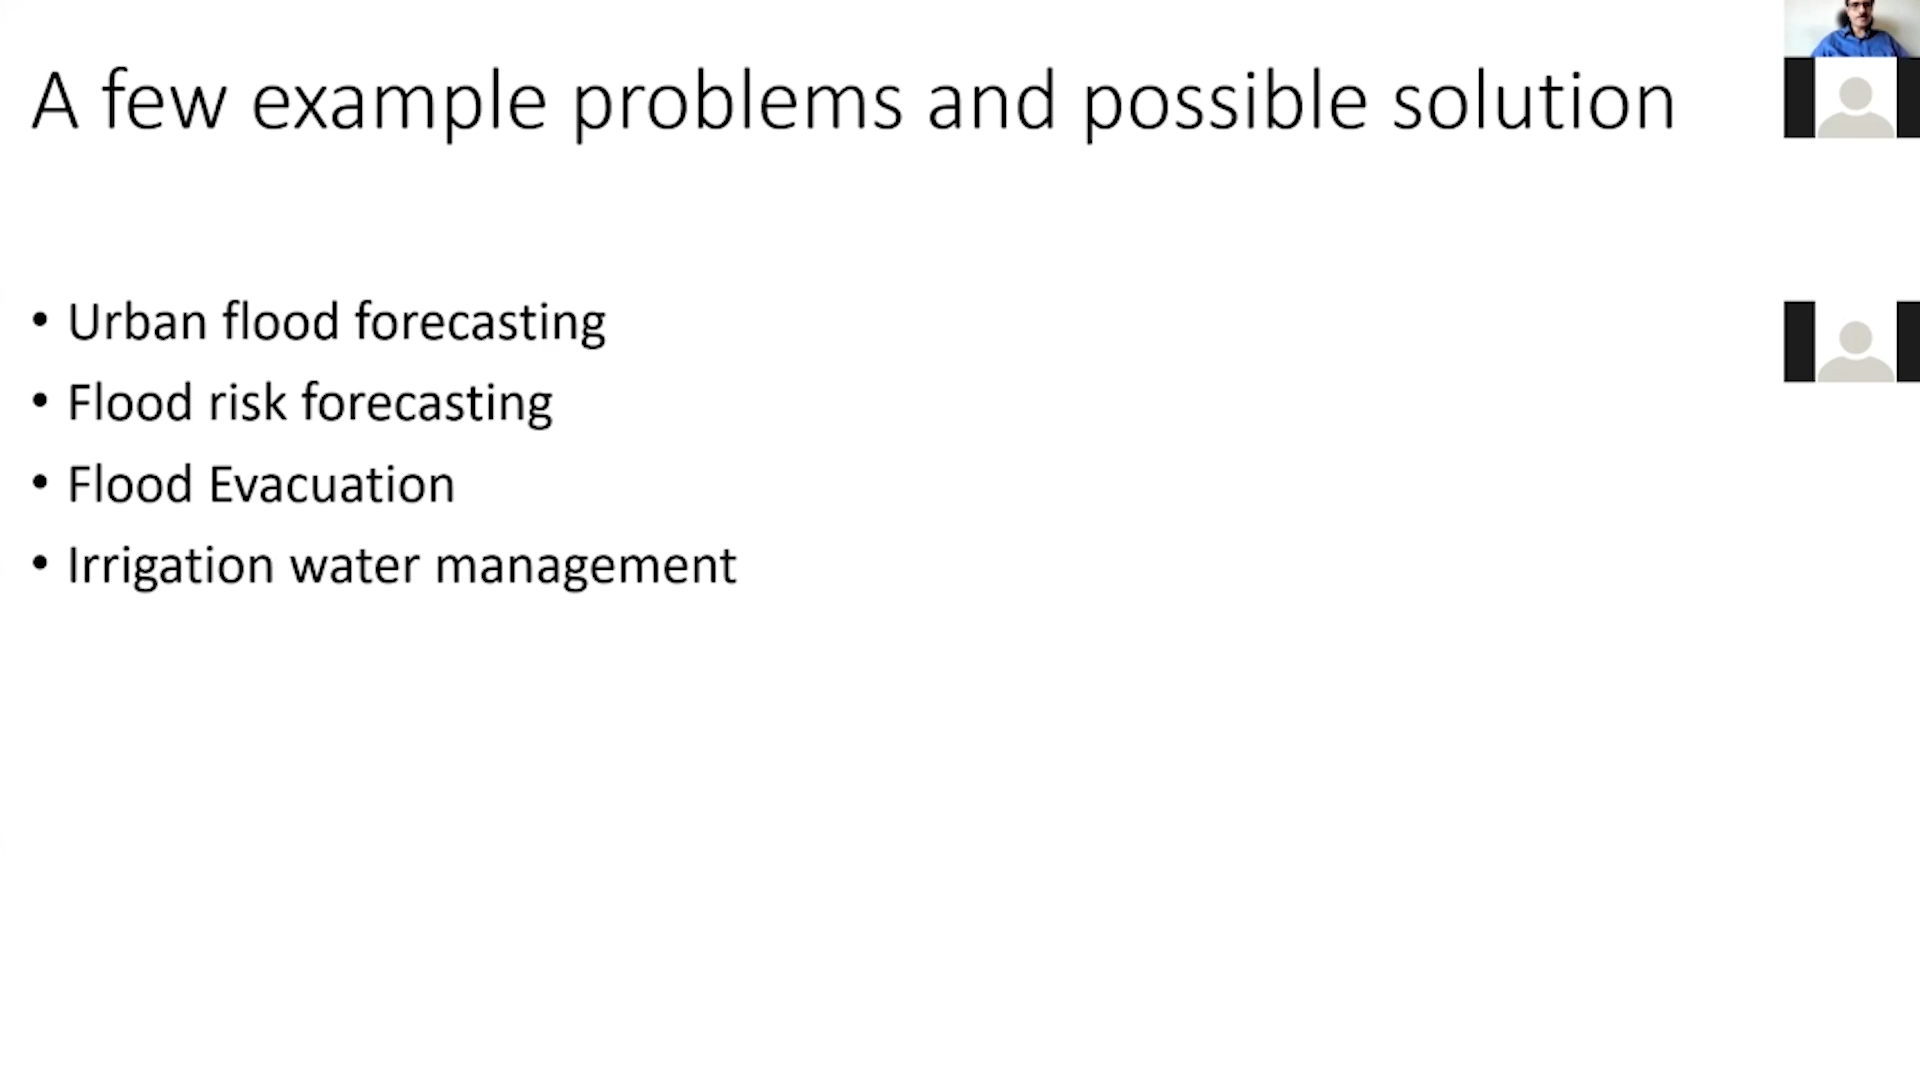 A few example problems and possible solution
• Urban flood forecasting
• Flood risk forecasting
• Flood Evacuation
• Irrigation water management